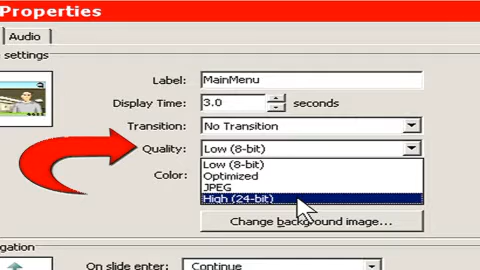 Properties
Audio
settings
Label: MainMenu
Display Time: 3.0 seconds
Transition: No Transition
Quality: Low (8-bit)
Low (8-bit)
Optimized
Color: JPEG
High (24-bit)
Change background image...
igation
On slide enter: Continue